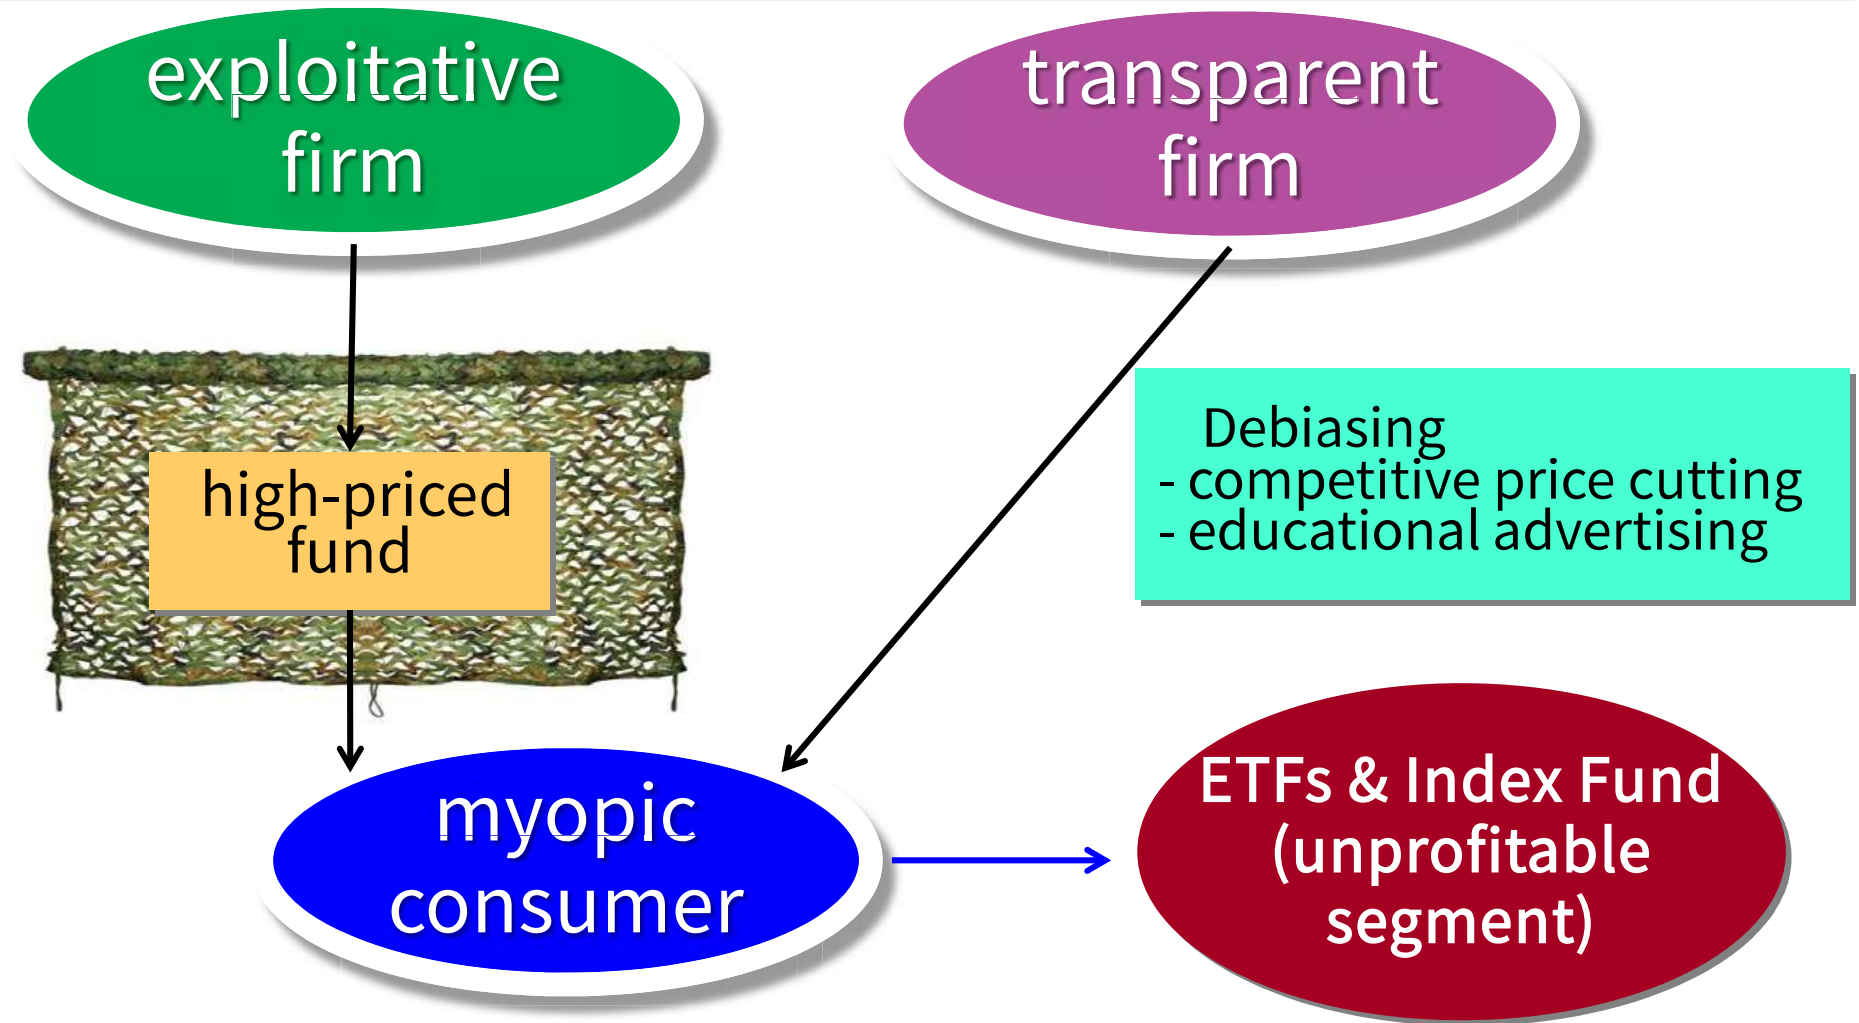 exploitative
firm
transparent
firm
high-priced
fund
Debiasing
- competitive price cutting
- educational advertising
myopic
consumer
ETFs & Index Fund
(unprofitable
segment)